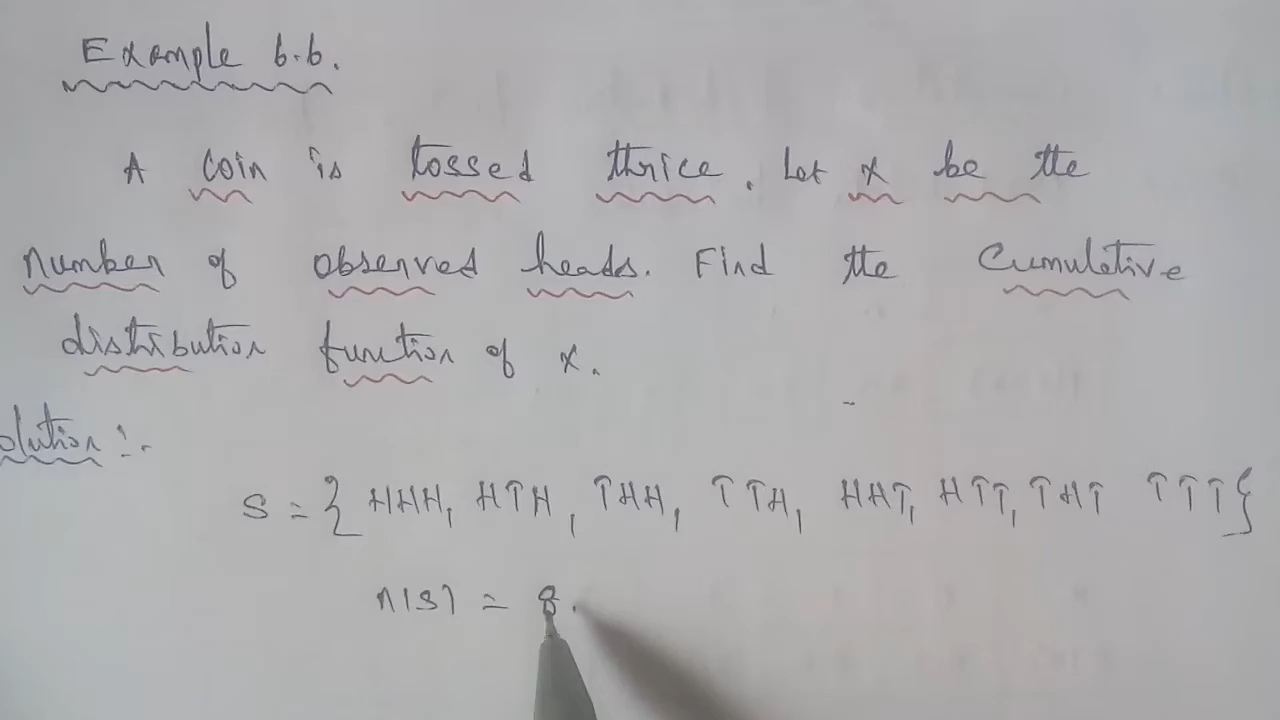 Example 6.6.
A coin is tossed thrice. Let x be the
number of observed heads. Find the Cumulative
distribution function of x.
olution :-
S = { HHH, HTH, THH, TTH, HHT, HTT, THT TTT }
n(S) = 8.